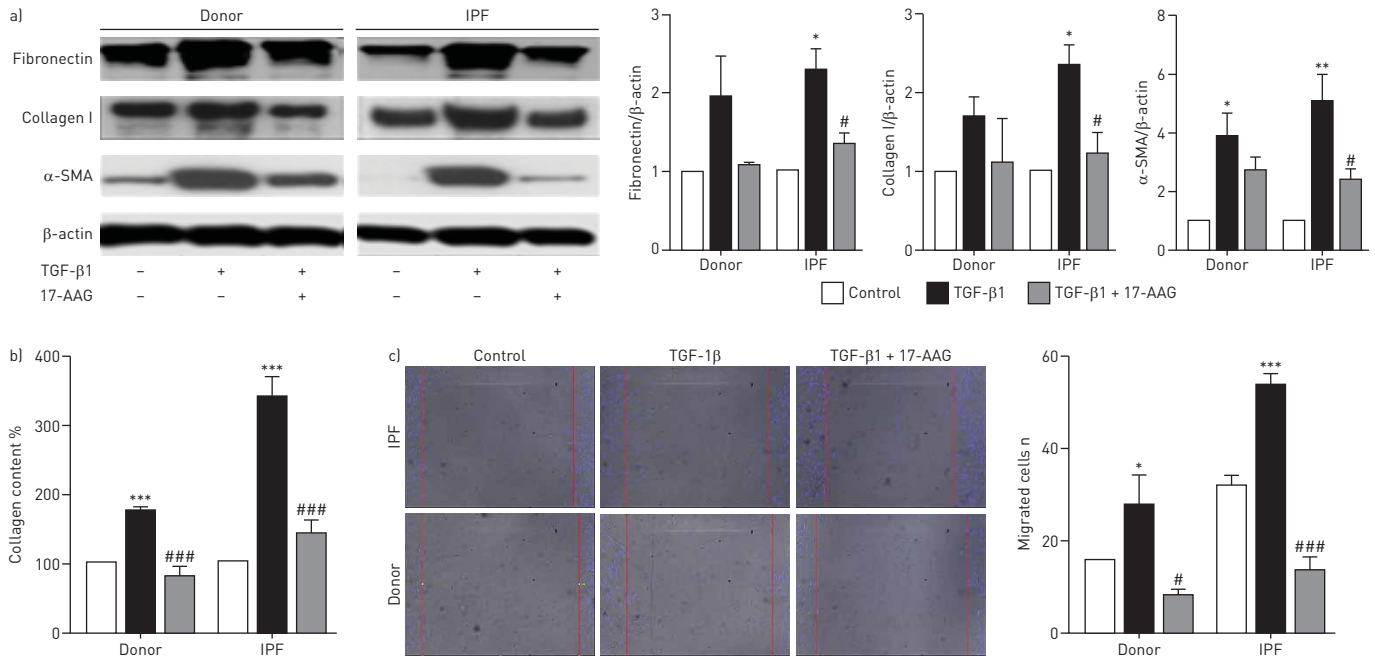 a)
Donor
IPF
Fibronectin
Collagen I
α-SMA
β-actin
TGF-β1 – + + – + +
17-AAG – – + – – +
3
2
1
0
Fibronectin/β-actin
*
#
Donor
IPF
3
2
1
0
Collagen I/β-actin
*
#
Donor
IPF
8
6
4
2
0
α-SMA/β-actin
*
**
#
Donor
IPF
Control
TGF-β1
TGF-β1 + 17-AAG
b)
400
300
200
100
0
Collagen content %
***
###
***
###
Donor
IPF
c)
Control
TGF-1β
TGF-β1 + 17-AAG
IPF
Donor
60
40
20
0
Migrated cells n
*
#
***
###
Donor
IPF